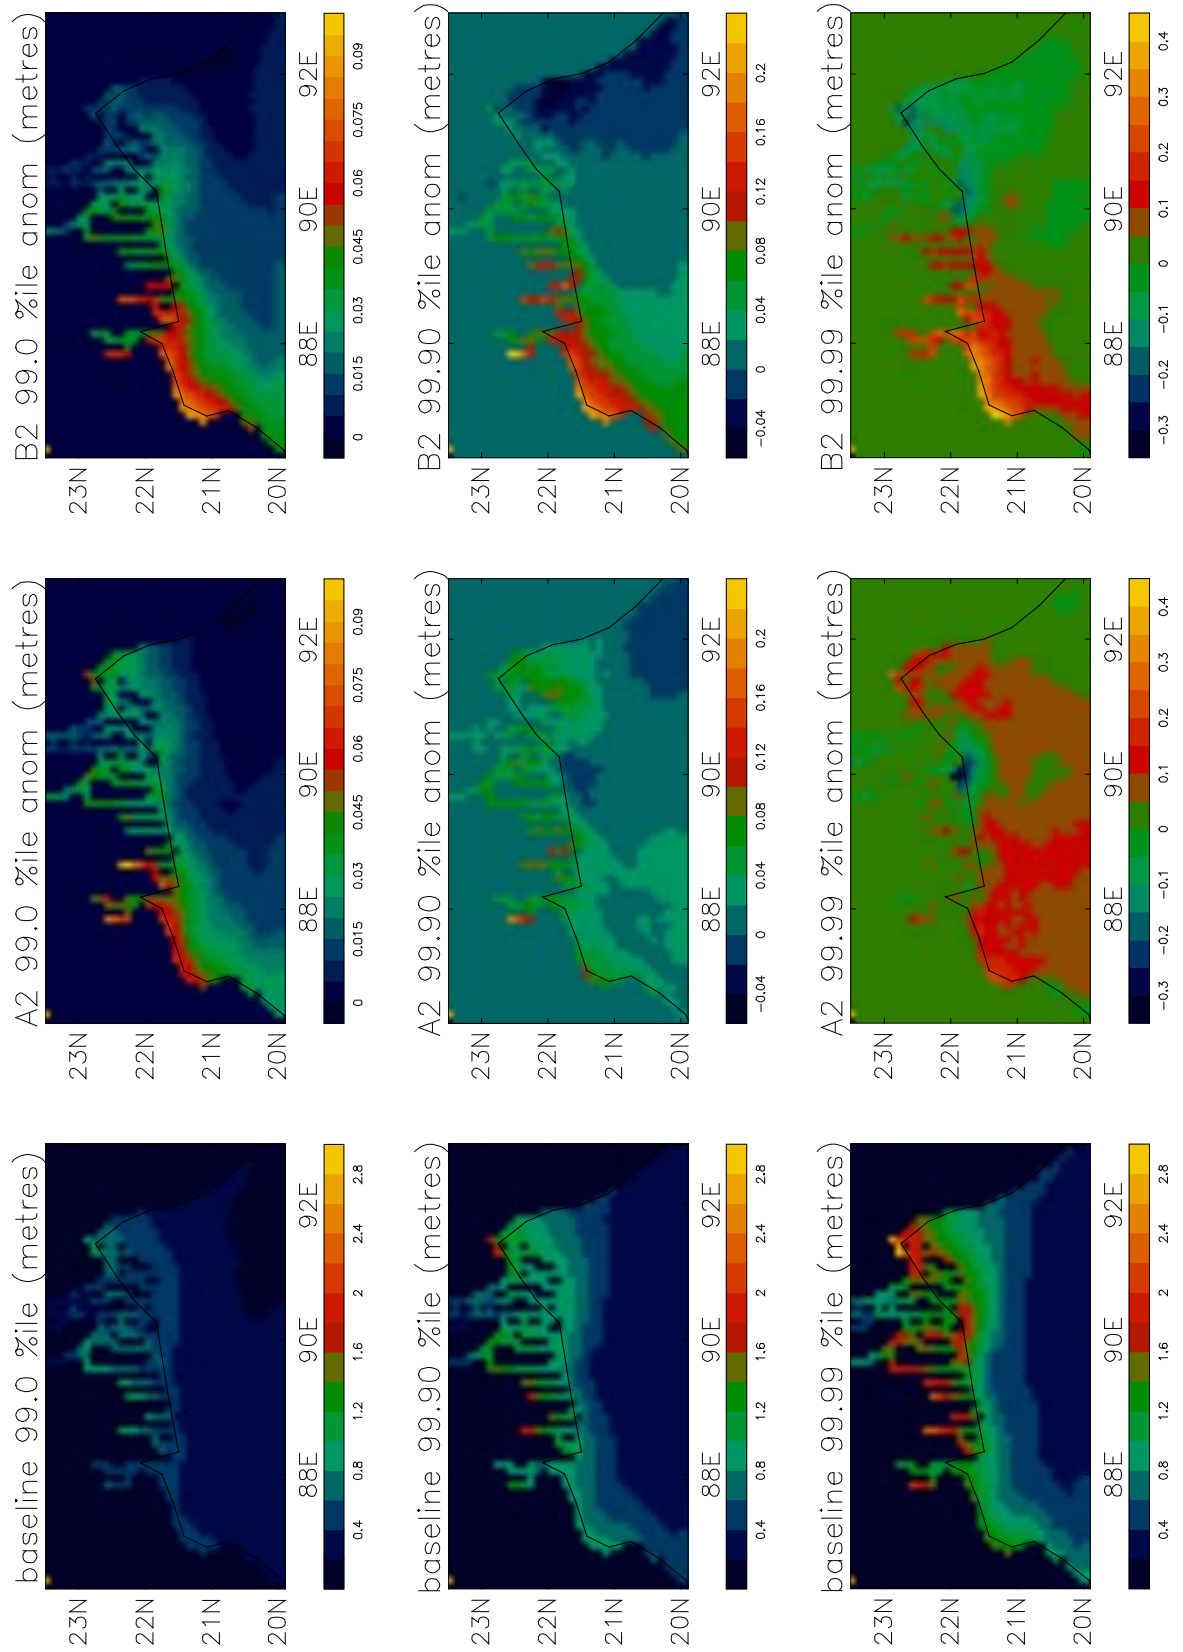 baseline 99.0 %ile (metres)
23N
22N
21N
20N
88E 90E 92E
0.4 0.8 1.2 1.6 2 2.4 2.8
A2 99.0 %ile anom (metres)
23N
22N
21N
20N
88E 90E 92E
0 0.015 0.03 0.045 0.06 0.075 0.09
B2 99.0 %ile anom (metres)
23N
22N
21N
20N
88E 90E 92E
0 0.015 0.03 0.045 0.06 0.075 0.09
baseline 99.90 %ile (metres)
23N
22N
21N
20N
88E 90E 92E
0.4 0.8 1.2 1.6 2 2.4 2.8
A2 99.90 %ile anom (metres)
23N
22N
21N
20N
88E 90E 92E
−0.04 0 0.04 0.08 0.12 0.16 0.2
B2 99.90 %ile anom (metres)
23N
22N
21N
20N
88E 90E 92E
−0.04 0 0.04 0.08 0.12 0.16 0.2
baseline 99.99 %ile (metres)
23N
22N
21N
20N
88E 90E 92E
0.4 0.8 1.2 1.6 2 2.4 2.8
A2 99.99 %ile anom (metres)
23N
22N
21N
20N
88E 90E 92E
−0.3 −0.2 −0.1 0 0.1 0.2 0.3 0.4
B2 99.99 %ile anom (metres)
23N
22N
21N
20N
88E 90E 92E
−0.3 −0.2 −0.1 0 0.1 0.2 0.3 0.4